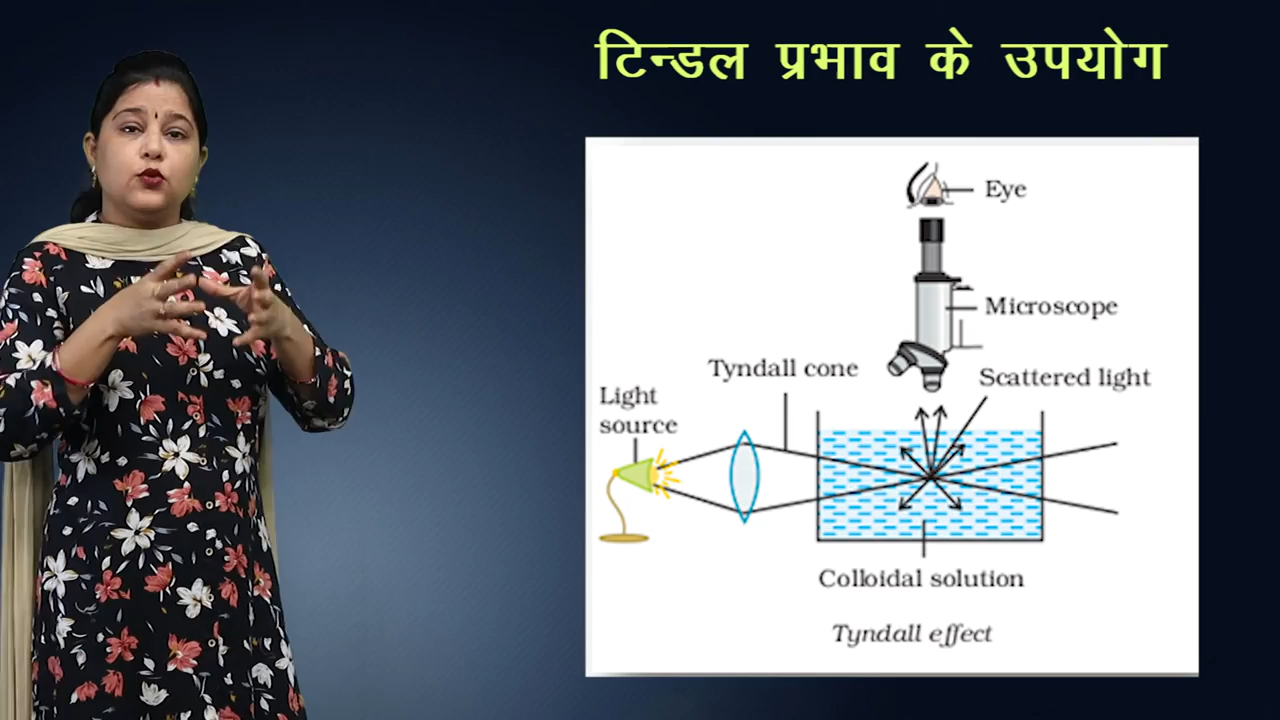 टिन्डल प्रभाव के उपयोग
Eye
Microscope
Tyndall cone
Scattered light
Light
source
Colloidal solution
Tyndall effect